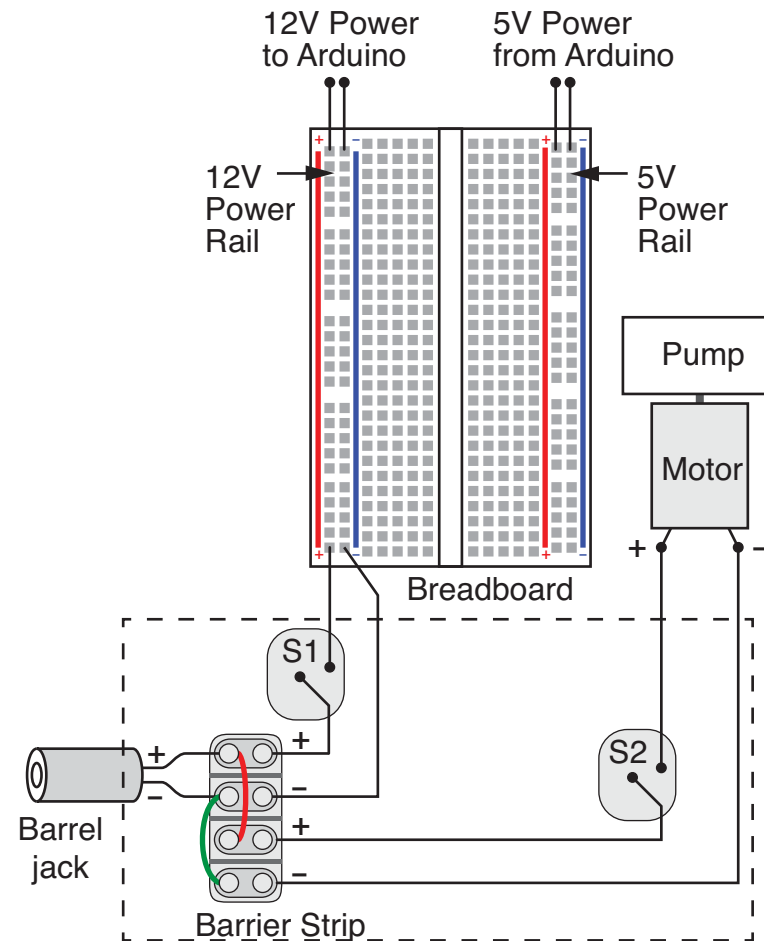 12V Power
to Arduino
5V Power
from Arduino
+
−
+
−
12V
Power
Rail
5V
Power
Rail
Pump
Motor
+
−
+
−
+
−
Breadboard
S1
+
+
−
−
S2
+
−
Barrel
jack
Barrier Strip